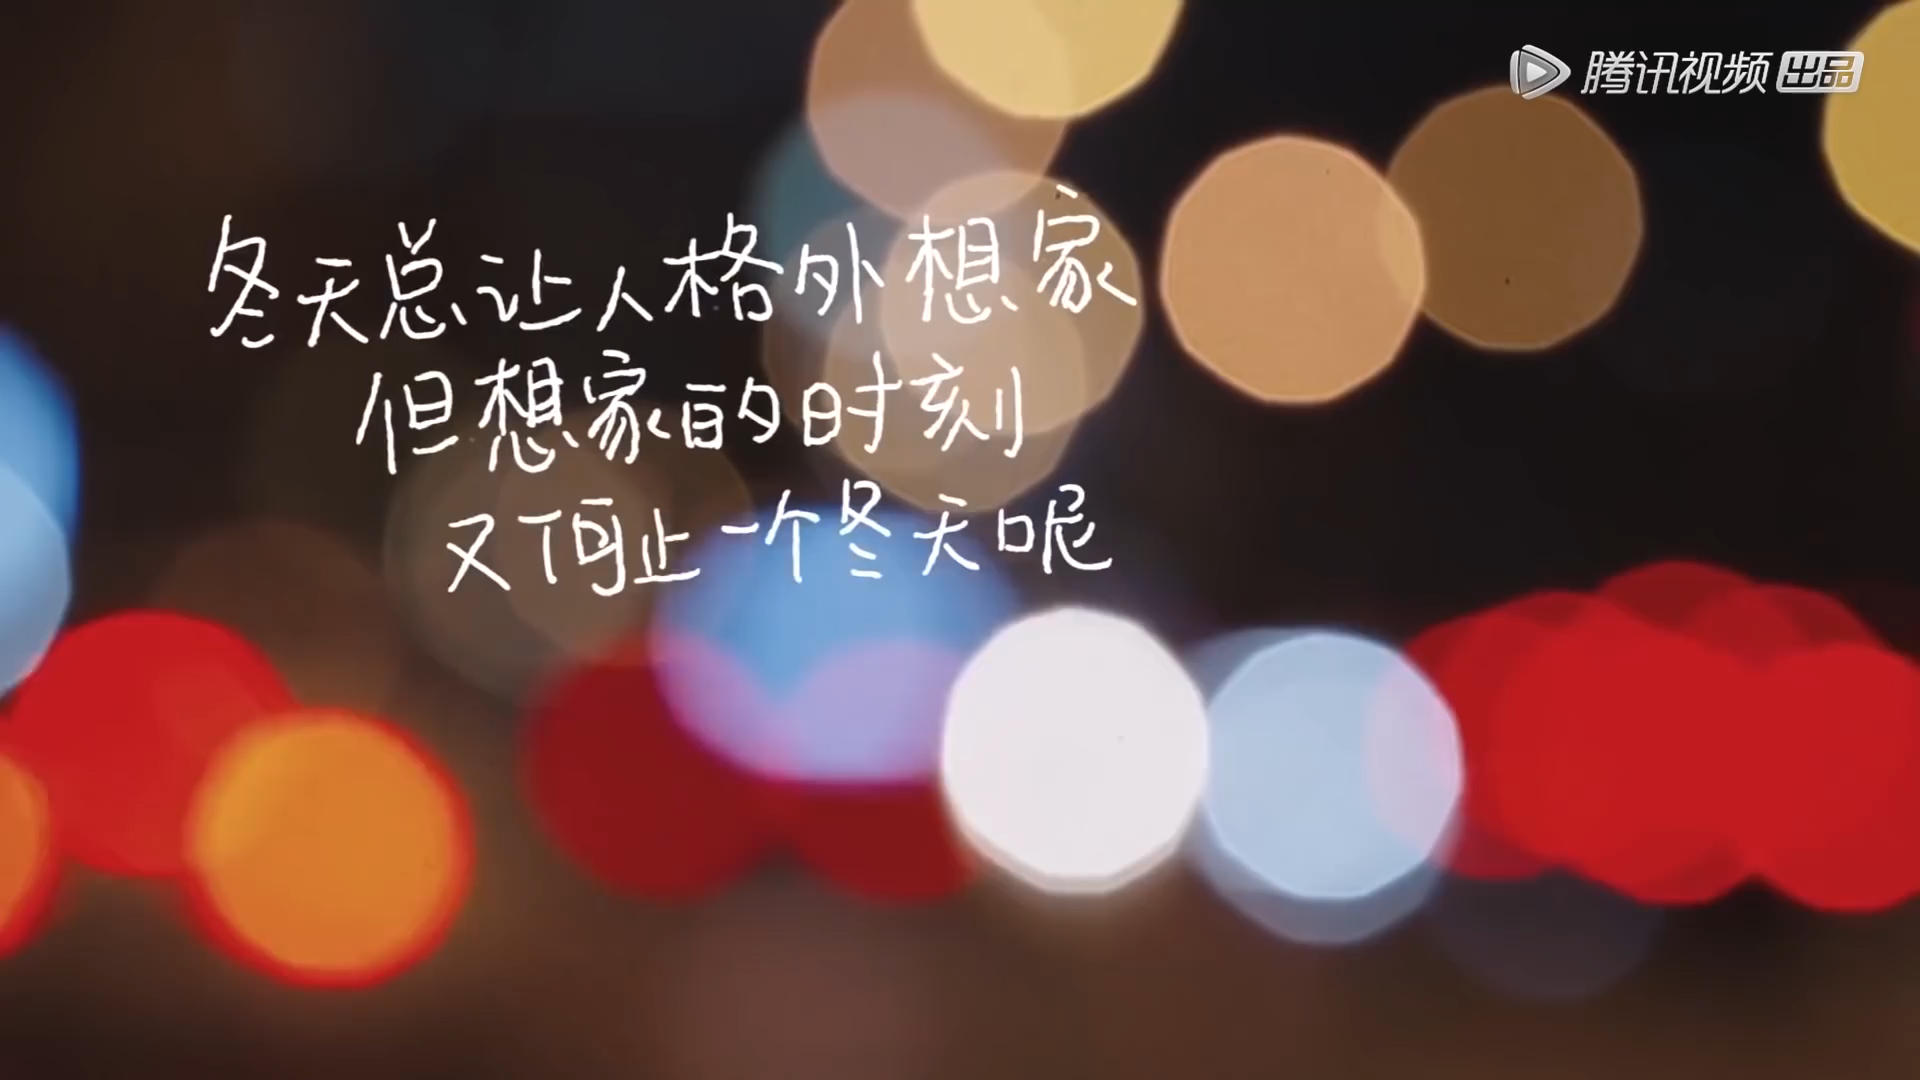 腾讯视频 出品
冬天总让人格外想家
但想家的时刻
又何止一个冬天呢